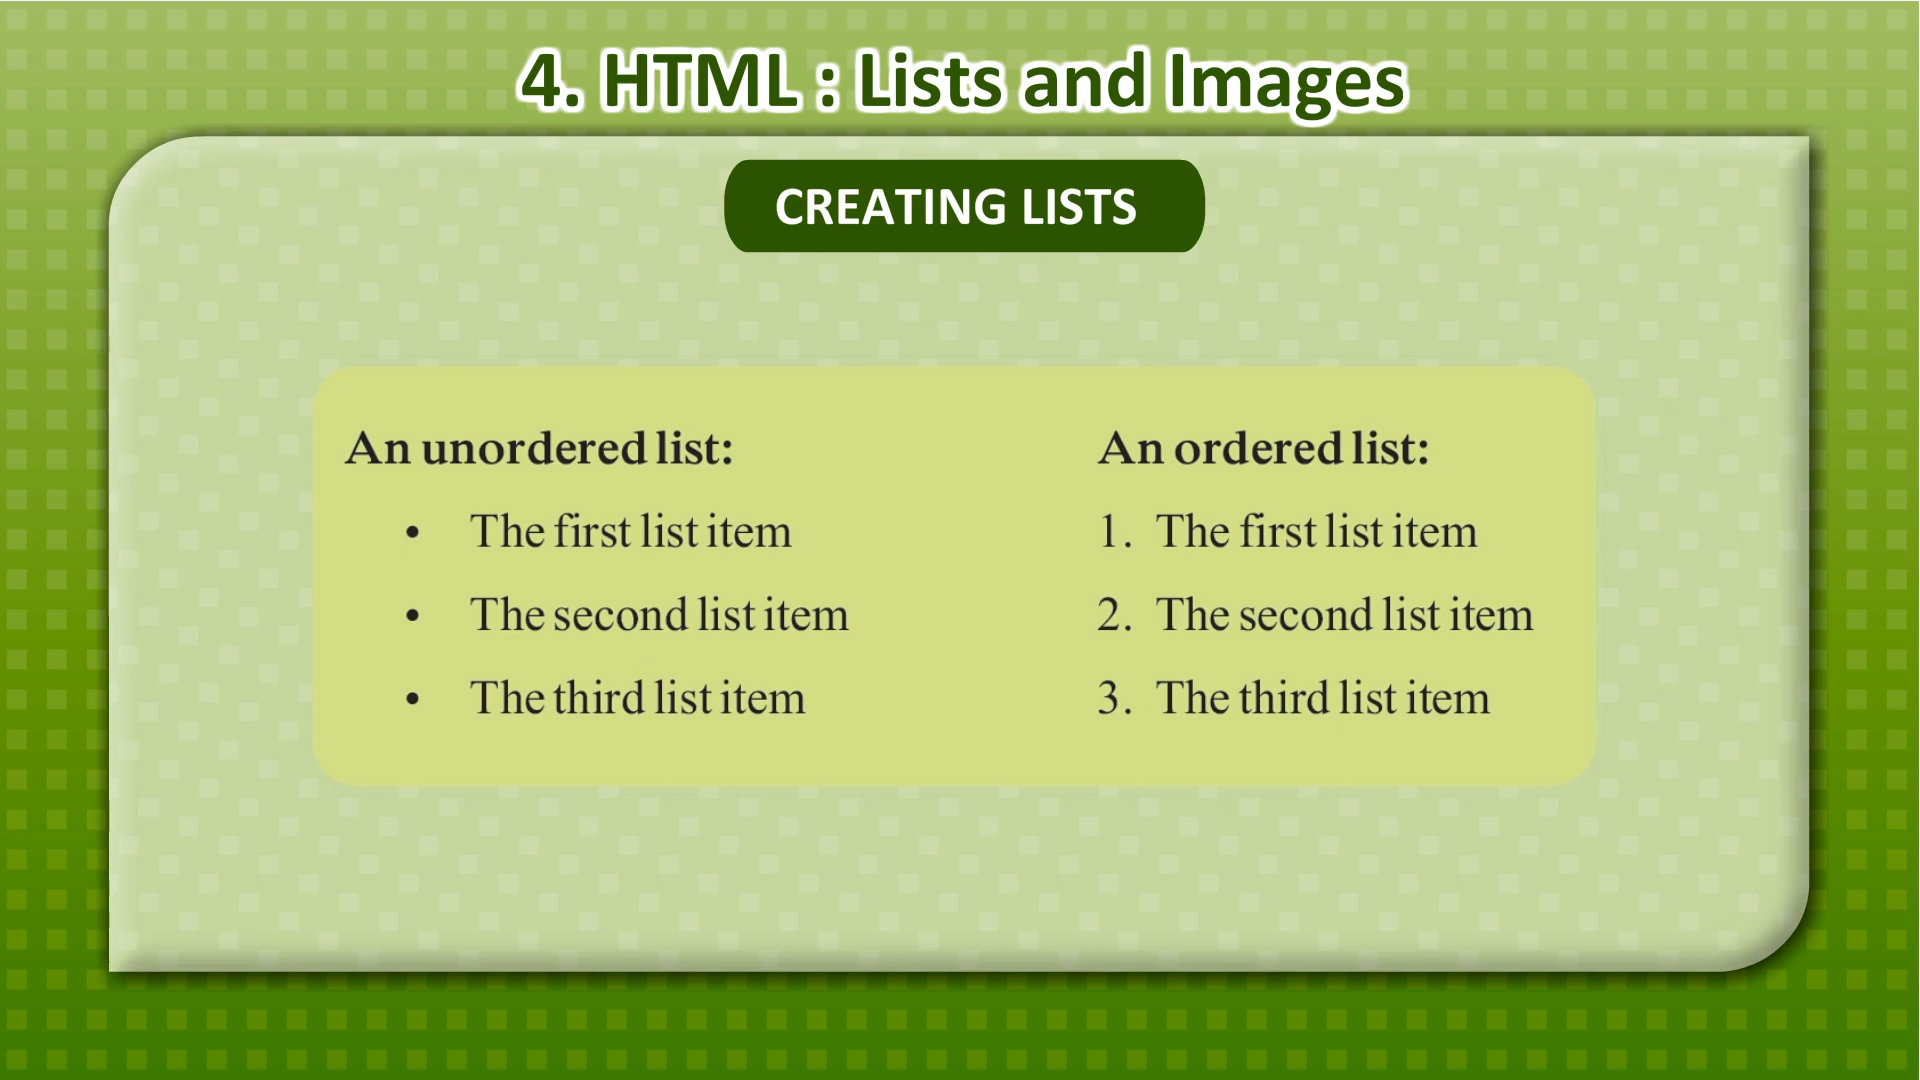 4. HTML : Lists and Images
CREATING LISTS
An unordered list:
• The first list item
• The second list item
• The third list item
An ordered list:
1. The first list item
2. The second list item
3. The third list item